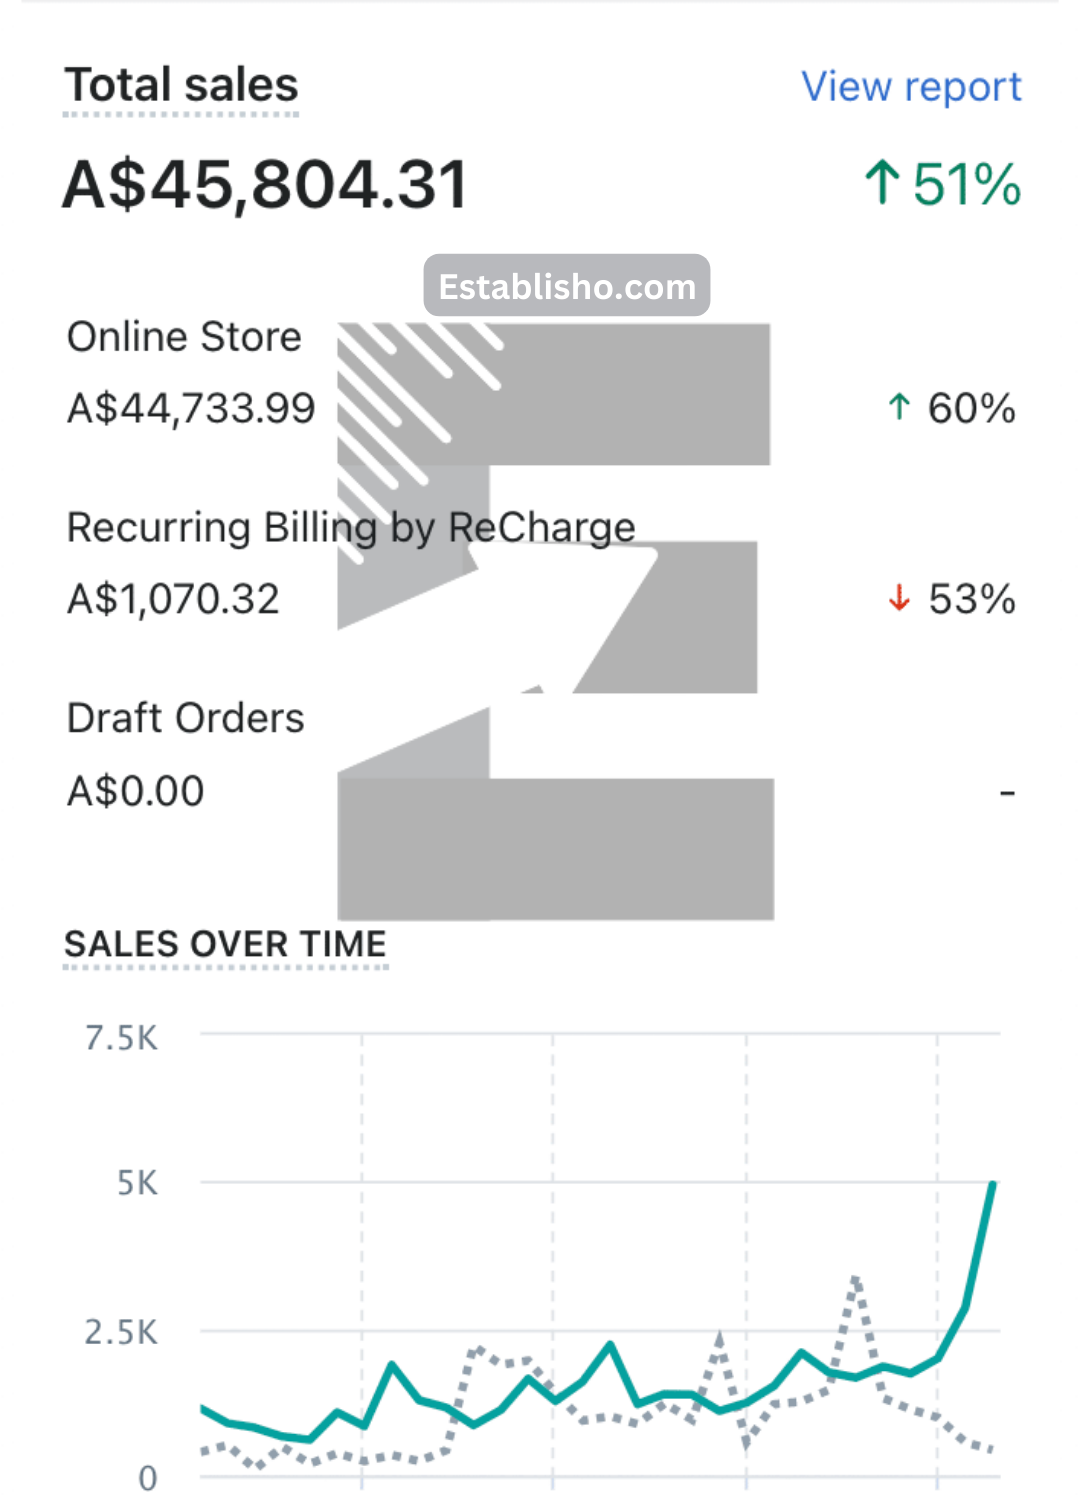 Total sales
View report
A$45,804.31
↑ 51%
Establisho.com
Online Store
A$44,733.99
↑ 60%
Recurring Billing by ReCharge
A$1,070.32
↓ 53%
Draft Orders
A$0.00
-
SALES OVER TIME
7.5K
5K
2.5K
0